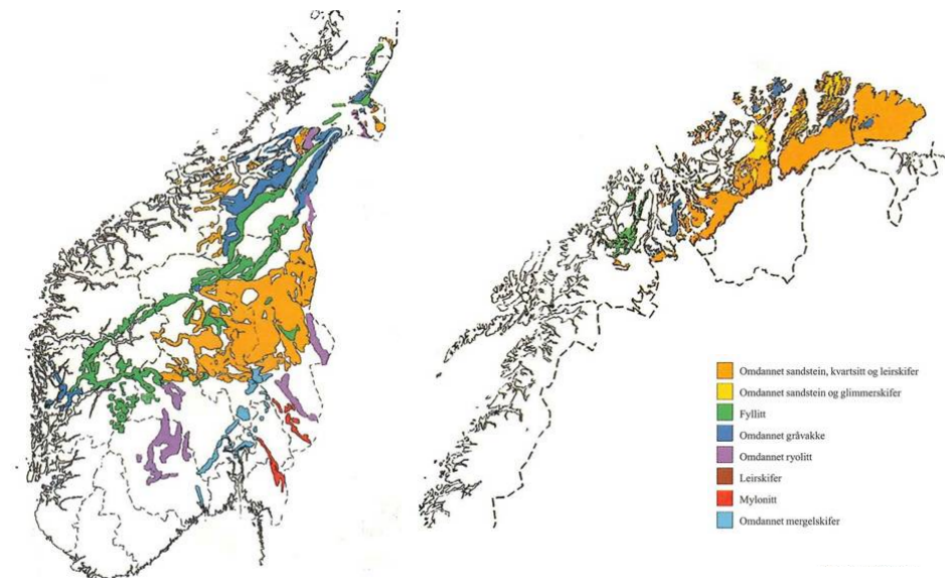 Omdannet sandstein, kvartsitt og leirskifer
Omdannet sandstein og glimmerskifer
Fyllitt
Omdannet gråvakke
Omdannet ryolitt
Leirskifer
Mylonitt
Omdannet mergelskifer